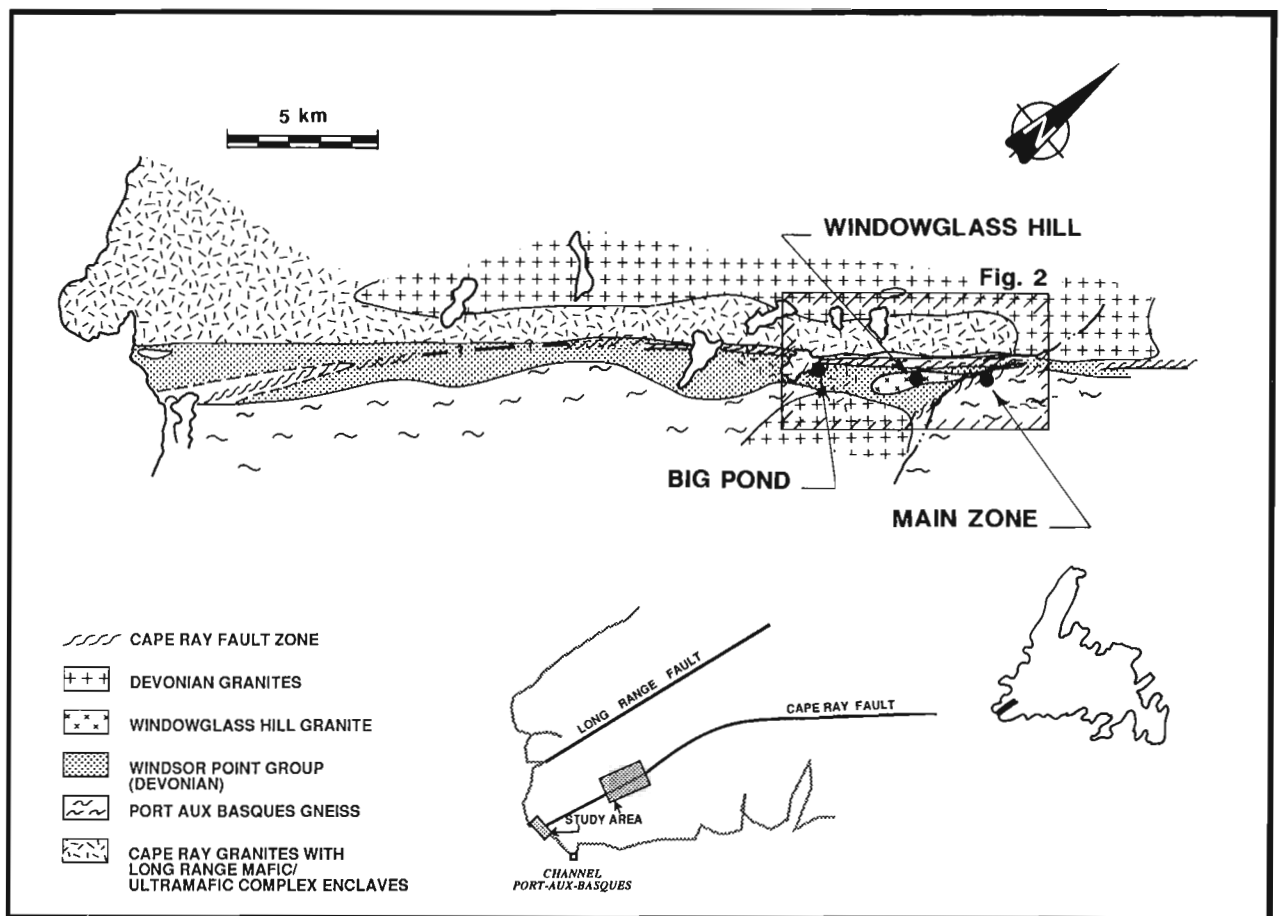 5 km
N
WINDOWGLASS HILL
Fig. 2
BIG POND
MAIN ZONE
CAPE RAY FAULT ZONE
DEVONIAN GRANITES
WINDOWGLASS HILL GRANITE
WINDSOR POINT GROUP
(DEVONIAN)
PORT AUX BASQUES GNEISS
CAPE RAY GRANITES WITH
LONG RANGE MAFIC/
ULTRAMAFIC COMPLEX ENCLAVES
LONG RANGE FAULT
CAPE RAY FAULT
STUDY AREA
CHANNEL
PORT-AUX-BASQUES